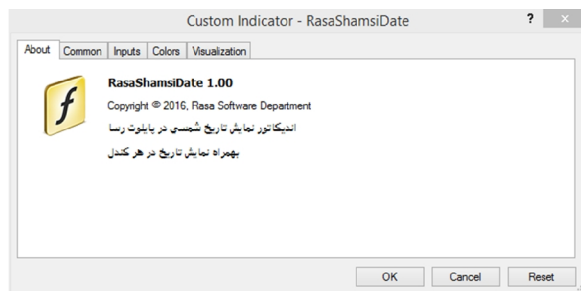 Custom Indicator - RasaShamsiDate
?
x
About Common Inputs Colors Visualization
f
RasaShamsiDate 1.00
Copyright © 2016, Rasa Software Department
اندیکاتور نمایش تاریخ شمسی در پایلوت رسا
بهمراه نمایش تاریخ در هر کندل
OK Cancel Reset